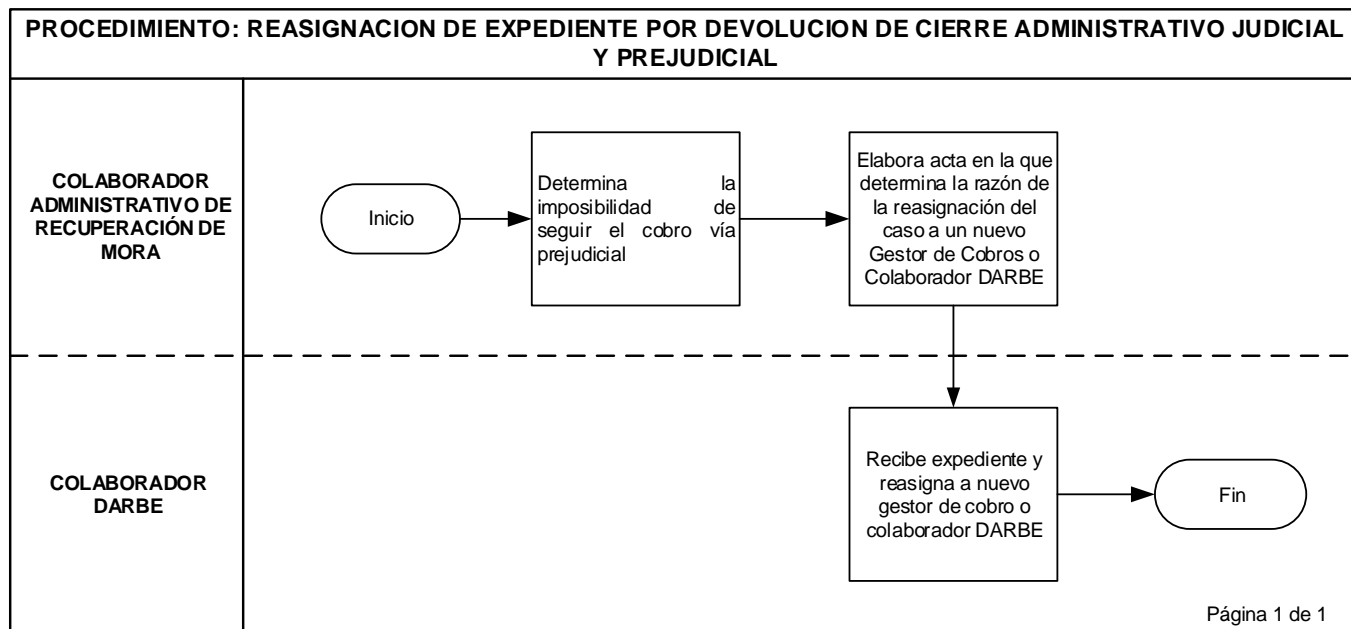 PROCEDIMIENTO: REASIGNACION DE EXPEDIENTE POR DEVOLUCION DE CIERRE ADMINISTRATIVO JUDICIAL
Y PREJUDICIAL
COLABORADOR
ADMINISTRATIVO DE
RECUPERACIÓN DE
MORA
Inicio
Determina la
imposibilidad de
seguir el cobro vía
prejudicial
Elabora acta en la que
determina la razón de
la reasignación del
caso a un nuevo
Gestor de Cobros o
Colaborador DARBE
COLABORADOR
DARBE
Recibe expediente y
reasigna a nuevo
gestor de cobro o
colaborador DARBE
Fin
Página 1 de 1